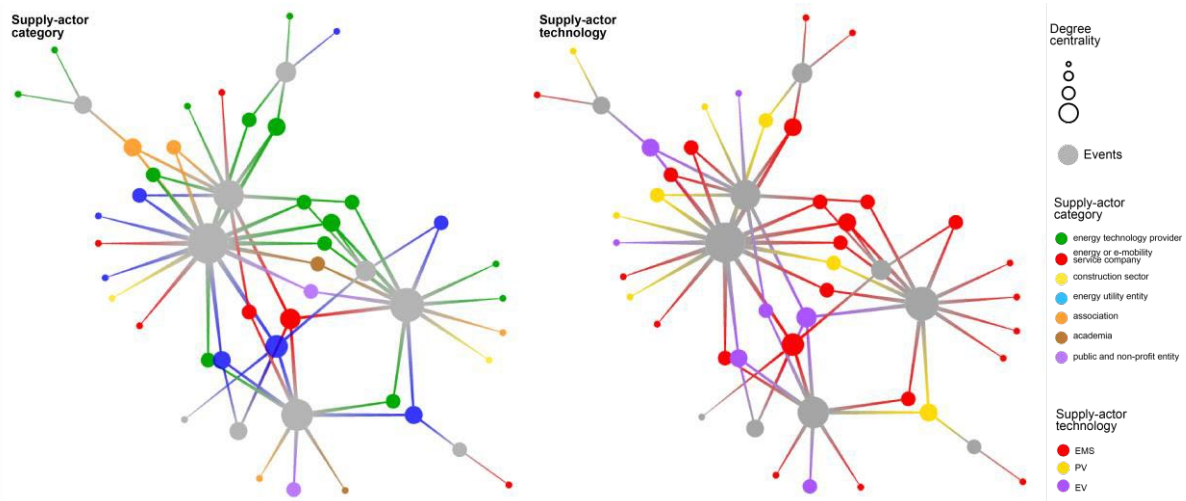 Supply-actor
category
Supply-actor
technology
Degree
centrality
Events
Supply-actor
category
energy technology provider
energy or e-mobility
service company
construction sector
energy utility entity
association
academia
public and non-profit entity
Supply-actor
technology
EMS
PV
EV